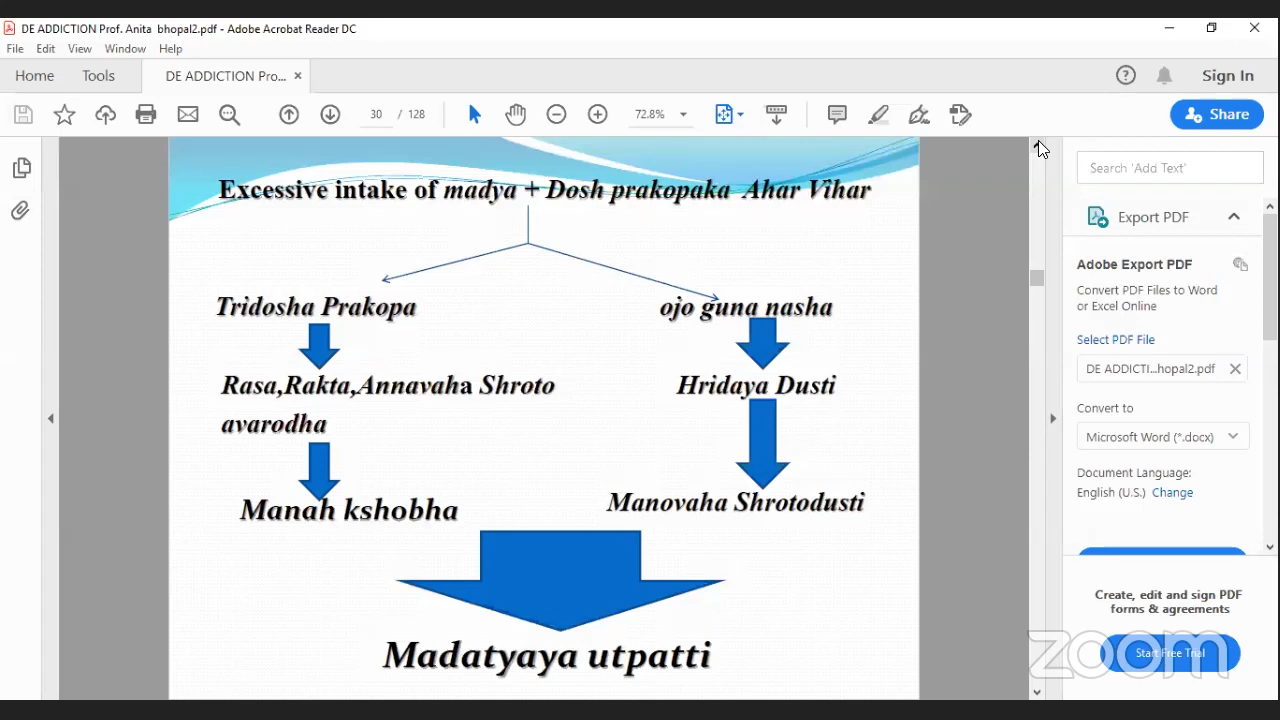 DE ADDICTION Prof. Anita bhopal2.pdf - Adobe Acrobat Reader DC
File Edit View Window Help
Home Tools DE ADDICTION Pro... × Sign In
30 / 128 72.8% Share
Excessive intake of madya + Dosh prakopaka Ahar Vihar
Tridosha Prakopa ojo guna nasha
Rasa,Rakta,Annavaha Shroto
avarodha
Hridaya Dusti
Manah kshobha Manovaha Shrotodusti
Madatyaya utpatti
Search 'Add Text'
Export PDF
Adobe Export PDF
Convert PDF Files to Word
or Excel Online
Select PDF File
DE ADDICTI...hopal2.pdf
Convert to
Microsoft Word (*.docx)
Document Language:
English (U.S.) Change
Create, edit and sign PDF
forms & agreements
Start Free Trial
zoom